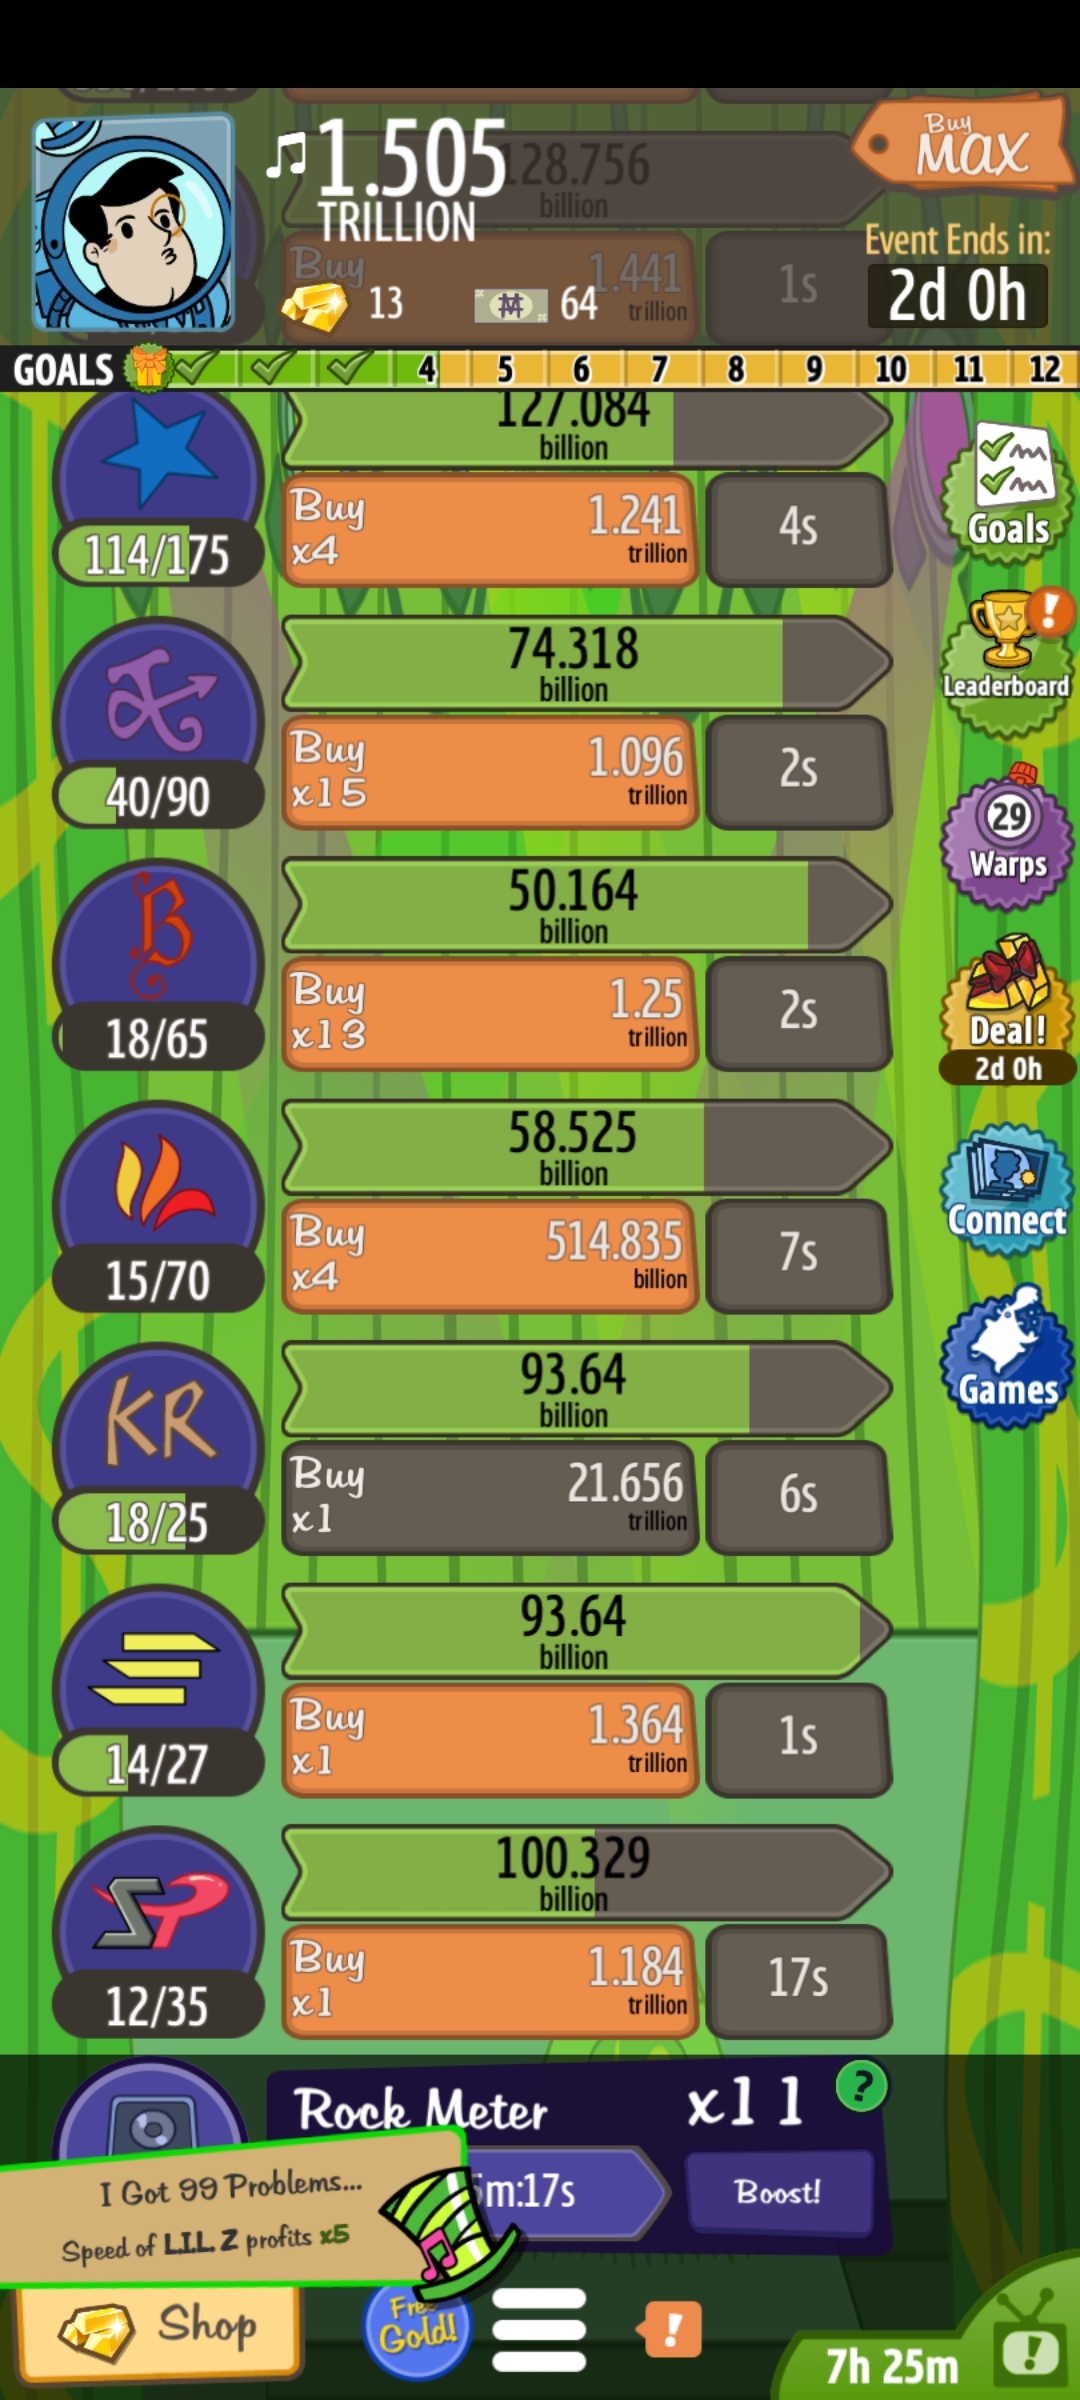 1.505
TRILLION
128.756
billion
Buy
MAX
Event Ends in:
2d 0h
Buy
1.441
trillion
1s
13
64
GOALS
4 5 6 7 8 9 10 11 12
127.084
billion
Buy
x4
1.241
trillion
4s
114/175
Goals
74.318
billion
Buy
x15
1.096
trillion
2s
40/90
Leaderboard
50.164
billion
Buy
x13
1.25
trillion
2s
B
18/65
29
Warps
Deal!
2d 0h
58.525
billion
Buy
x4
514.835
billion
7s
15/70
Connect
93.64
billion
Buy
x1
21.656
trillion
6s
KR
18/25
Games
93.64
billion
Buy
x1
1.364
trillion
1s
14/27
100.329
billion
Buy
x1
1.184
trillion
17s
SP
12/35
Rock Meter
x11
?
m:17s
Boost!
I Got 99 Problems...
Speed of L.I.L. Z profits x5
Shop
Free
Gold!
!
7h 25m
!